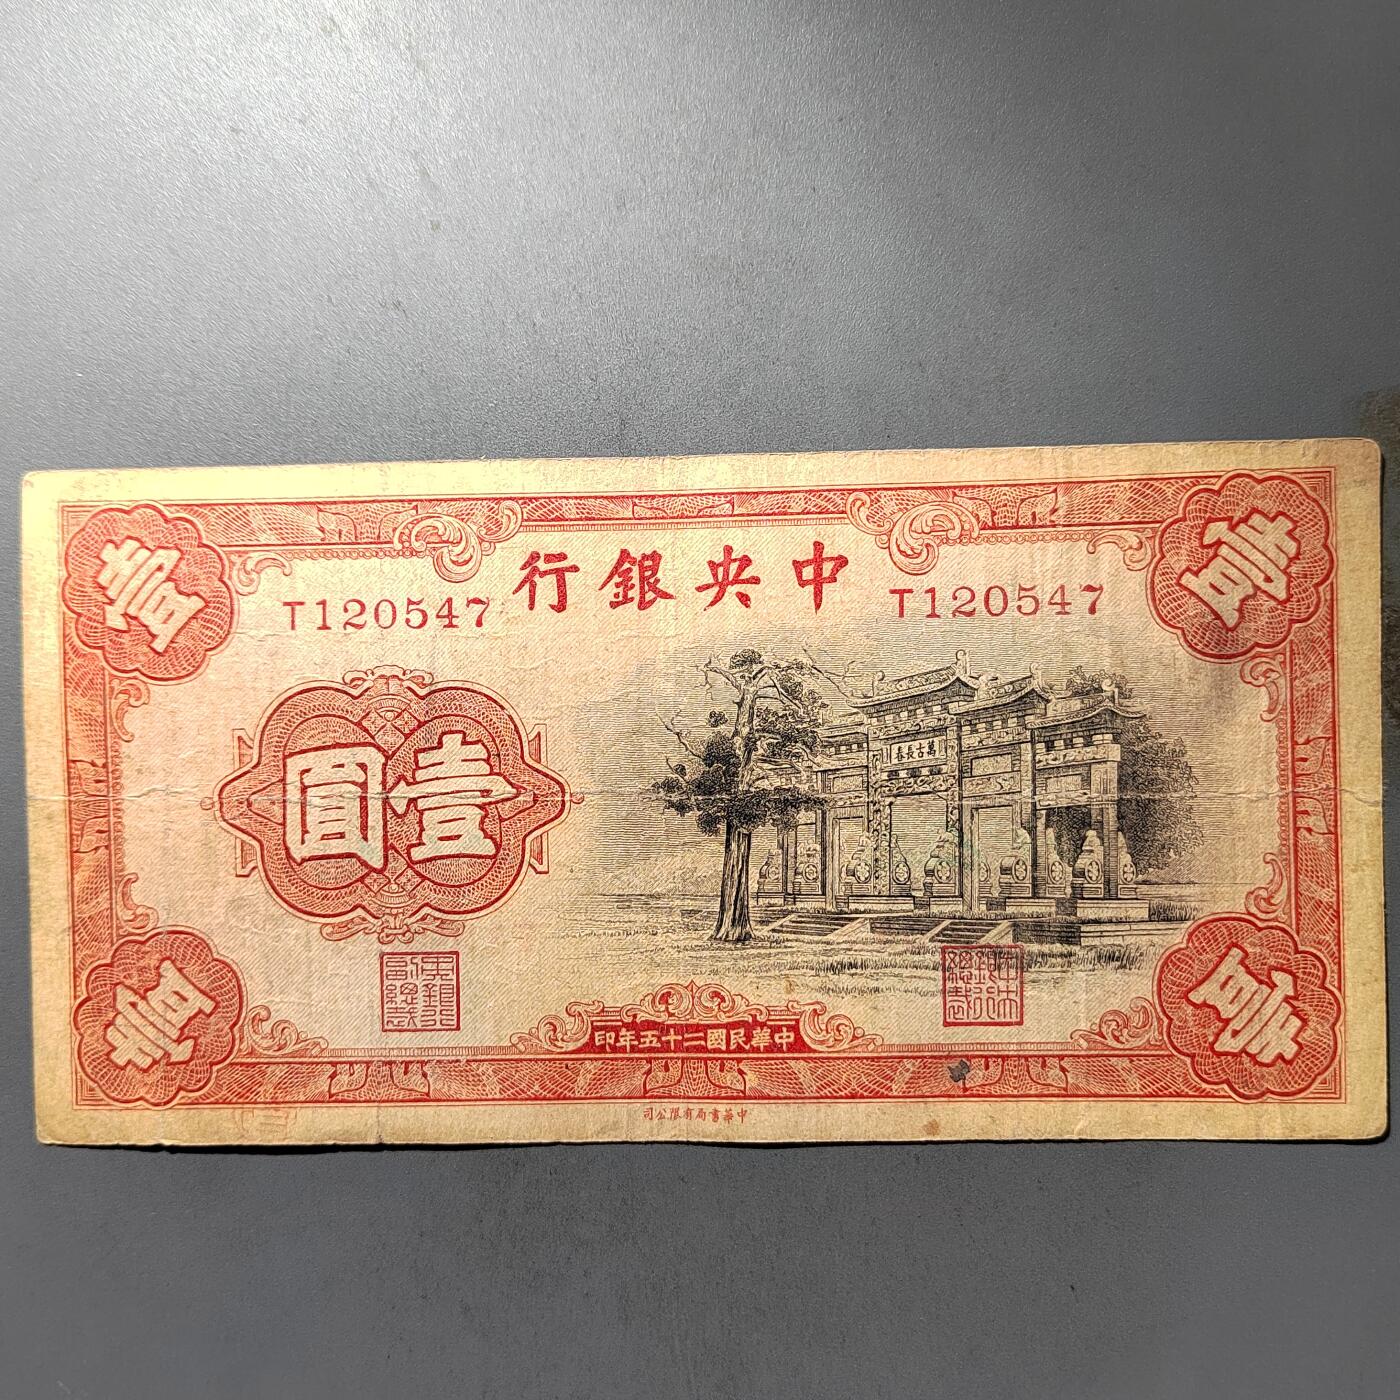 壹
壹
中央銀行
T120547
T120547
萬古長春
壹圓
中華民國二十五年印
壹
壹
中華書局有限公司